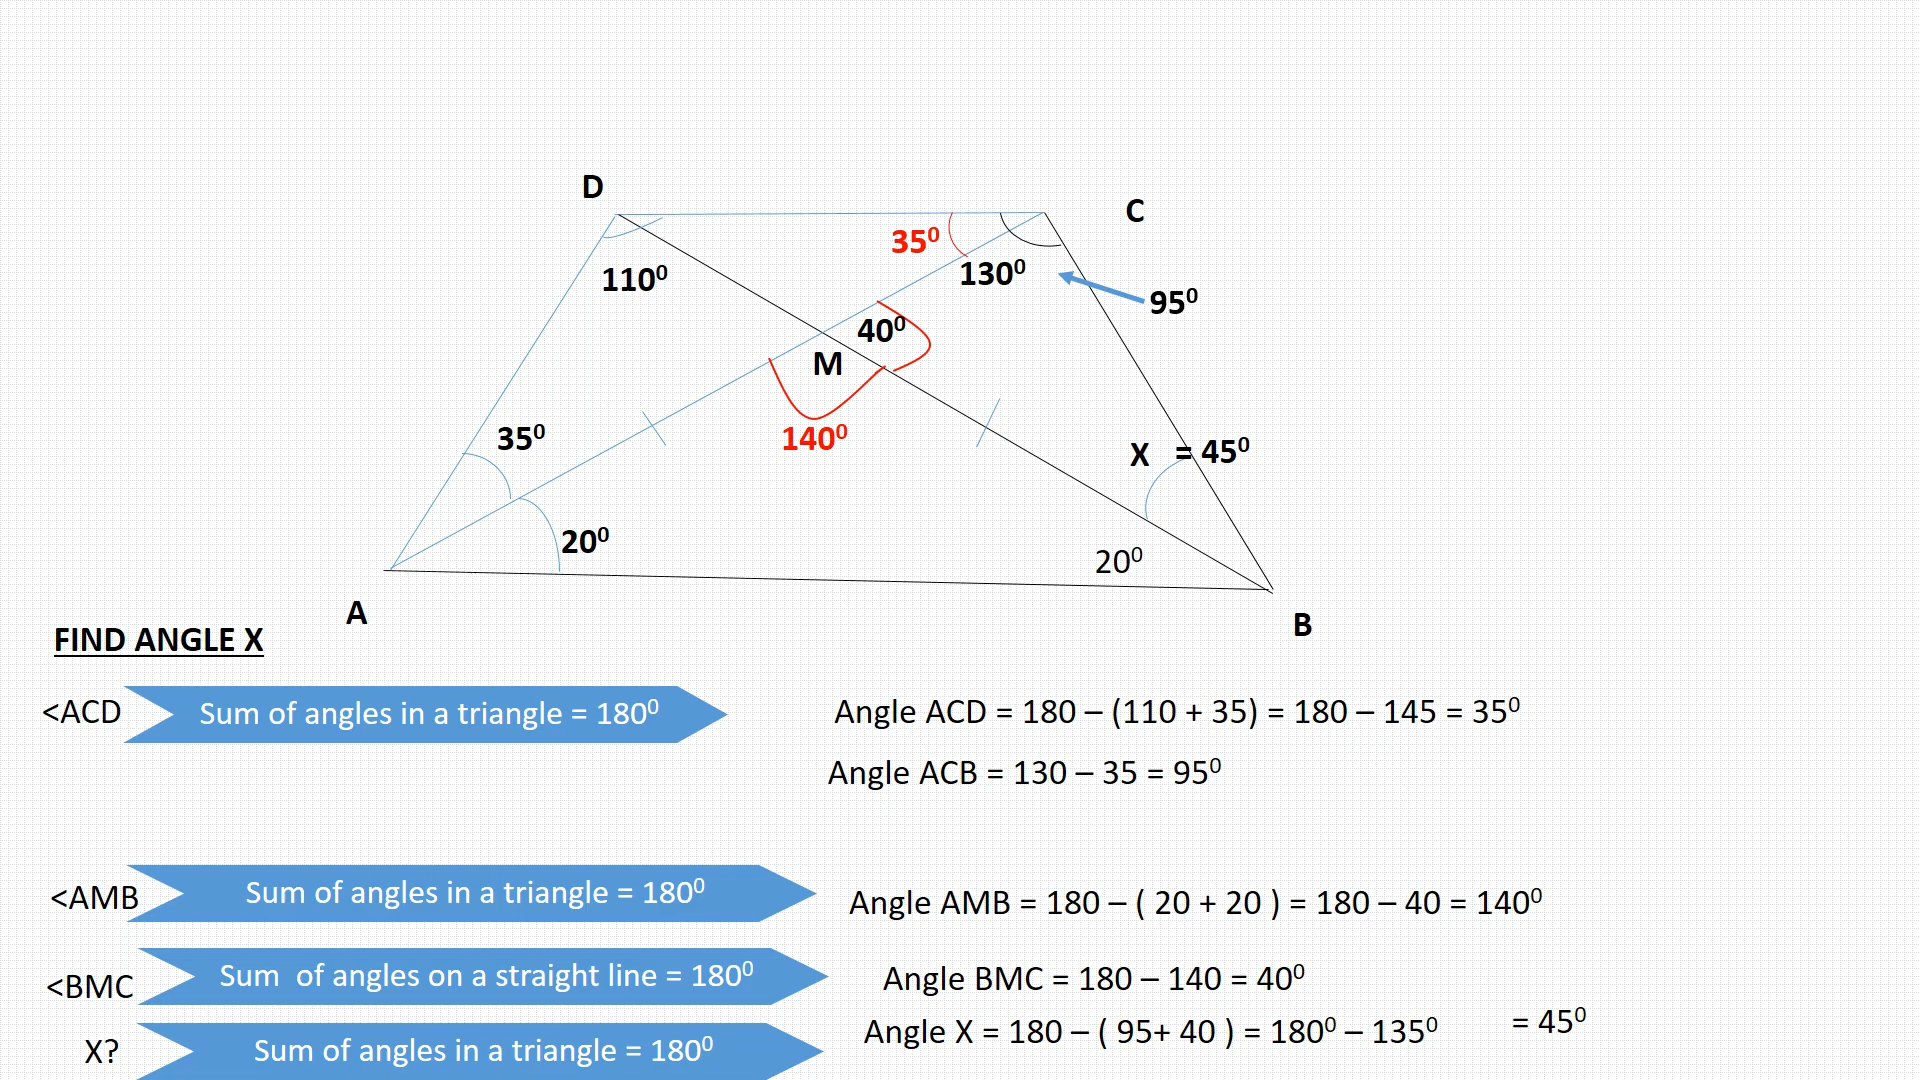 D
C
35⁰
130⁰
110⁰
95⁰
40⁰
M
35⁰
140⁰
X = 45⁰
20⁰
20⁰
A
B
FIND ANGLE X
<ACD Sum of angles in a triangle = 180⁰ Angle ACD = 180 – (110 + 35) = 180 – 145 = 35⁰
Angle ACB = 130 – 35 = 95⁰
<AMB Sum of angles in a triangle = 180⁰ Angle AMB = 180 – ( 20 + 20 ) = 180 – 40 = 140⁰
<BMC Sum of angles on a straight line = 180⁰ Angle BMC = 180 – 140 = 40⁰
X? Sum of angles in a triangle = 180⁰ Angle X = 180 – ( 95+ 40 ) = 180⁰ – 135⁰ = 45⁰